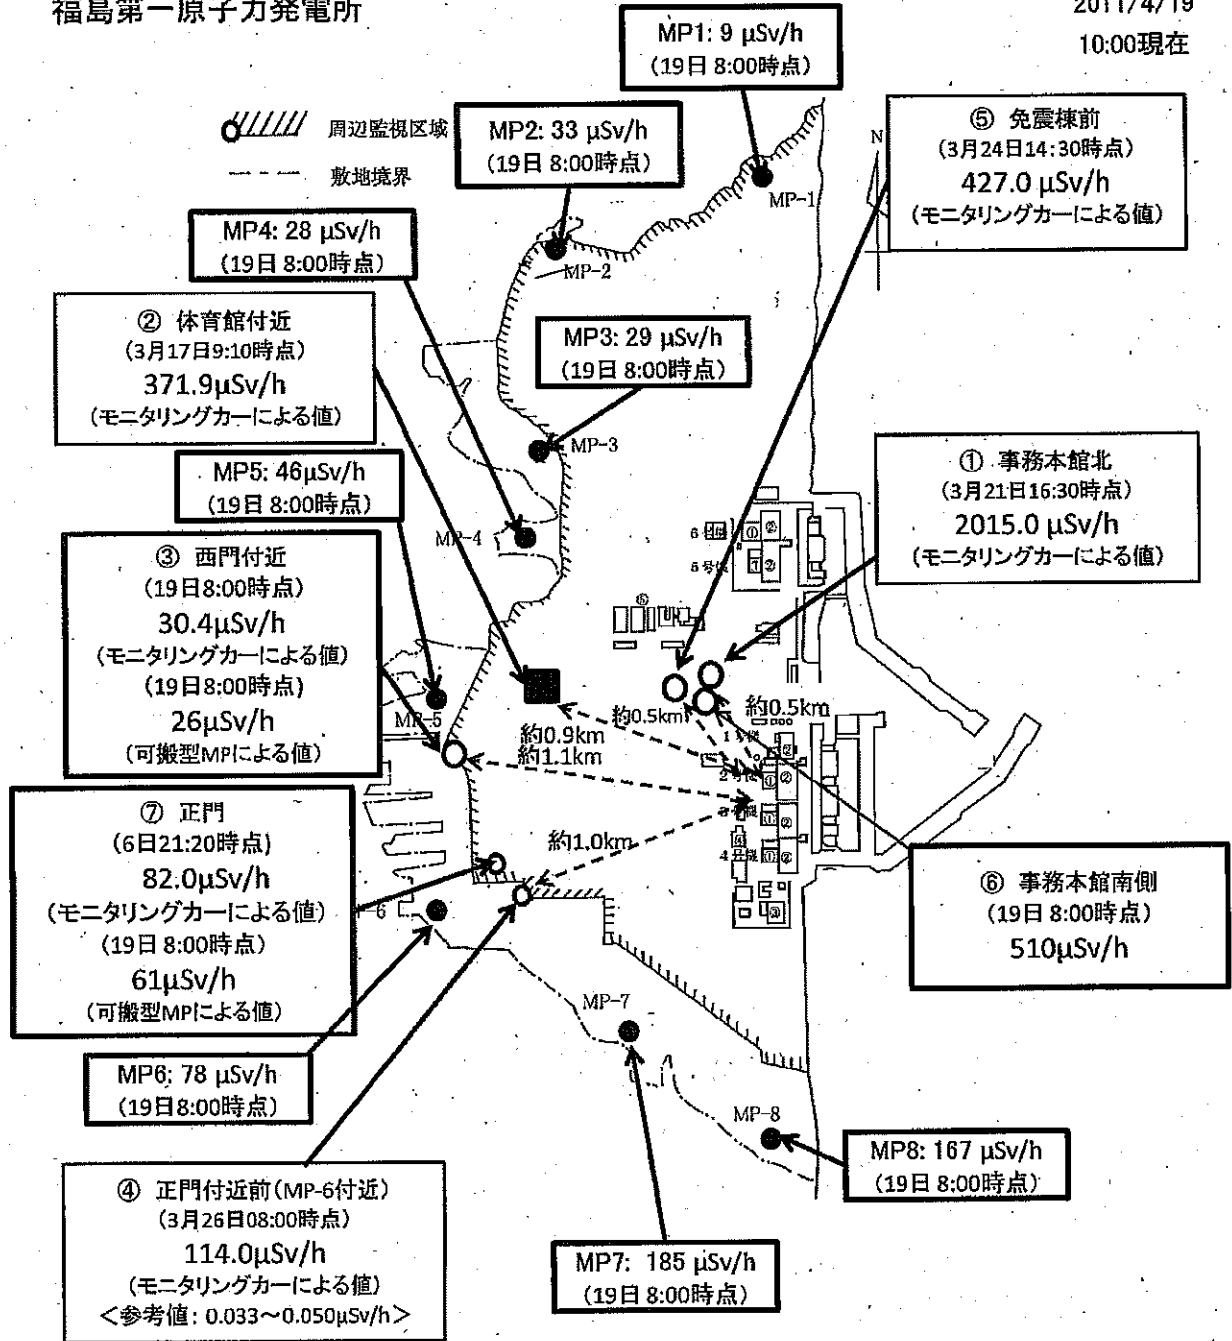 福島第一原子力発電所
2011/4/19
10:00現在
MP1: 9 μSv/h
(19日 8:00時点)
周辺監視区域
敷地境界
MP2: 33 μSv/h
(19日 8:00時点)
⑤ 免震棟前
(3月24日14:30時点)
427.0 μSv/h
(モニタリングカーによる値)
N
MP-1
MP4: 28 μSv/h
(19日 8:00時点)
MP-2
② 体育館付近
(3月17日9:10時点)
371.9μSv/h
(モニタリングカーによる値)
MP3: 29 μSv/h
(19日 8:00時点)
MP-3
① 事務本館北
(3月21日16:30時点)
2015.0 μSv/h
(モニタリングカーによる値)
MP5: 46μSv/h
(19日 8:00時点)
MP-4
6号機
5号機
③ 西門付近
(19日8:00時点)
30.4μSv/h
(モニタリングカーによる値)
(19日8:00時点)
26μSv/h
(可搬型MPによる値)
MP-5
約0.5km
約0.5km
約0.9km
約1.1km
1号機
2号機
3号機
4号機
約1.0km
⑦ 正門
(6日21:20時点)
82.0μSv/h
(モニタリングカーによる値)
(19日 8:00時点)
61μSv/h
(可搬型MPによる値)
-6
⑥ 事務本館南側
(19日 8:00時点)
510μSv/h
MP-7
MP6: 78 μSv/h
(19日8:00時点)
MP-8
MP8: 167 μSv/h
(19日 8:00時点)
④ 正門付近前(MP-6付近)
(3月26日08:00時点)
114.0μSv/h
(モニタリングカーによる値)
<参考値: 0.033～0.050μSv/h>
MP7: 185 μSv/h
(19日 8:00時点)